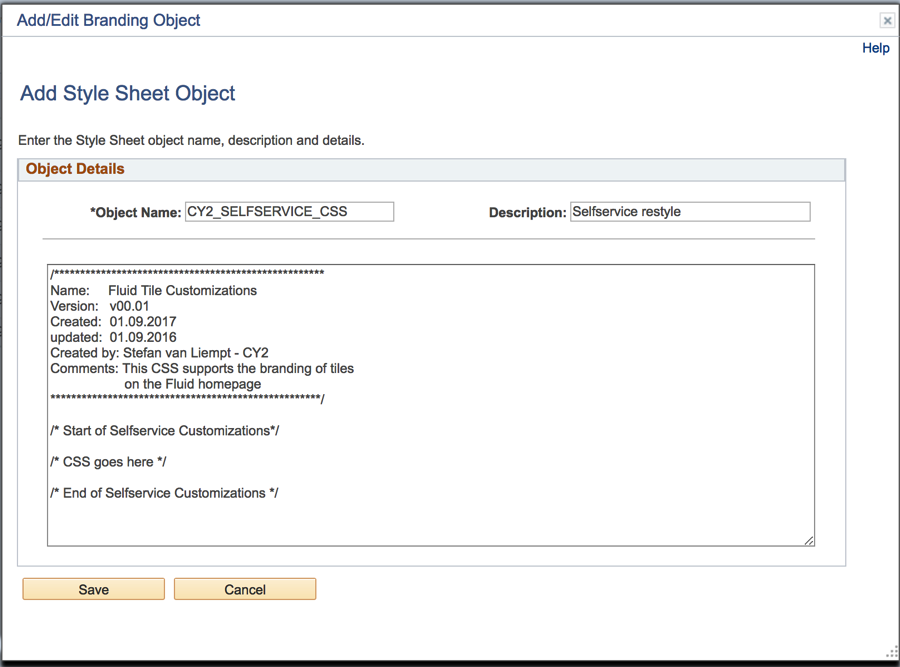 Add/Edit Branding Object
Help
Add Style Sheet Object
Enter the Style Sheet object name, description and details.
Object Details
*Object Name: CY2_SELFSERVICE_CSS Description: Selfservice restyle
/****************************************************
Name: Fluid Tile Customizations
Version: v00.01
Created: 01.09.2017
updated: 01.09.2016
Created by: Stefan van Liempt - CY2
Comments: This CSS supports the branding of tiles
on the Fluid homepage
****************************************************/
/* Start of Selfservice Customizations*/
/* CSS goes here */
/* End of Selfservice Customizations */
Save Cancel